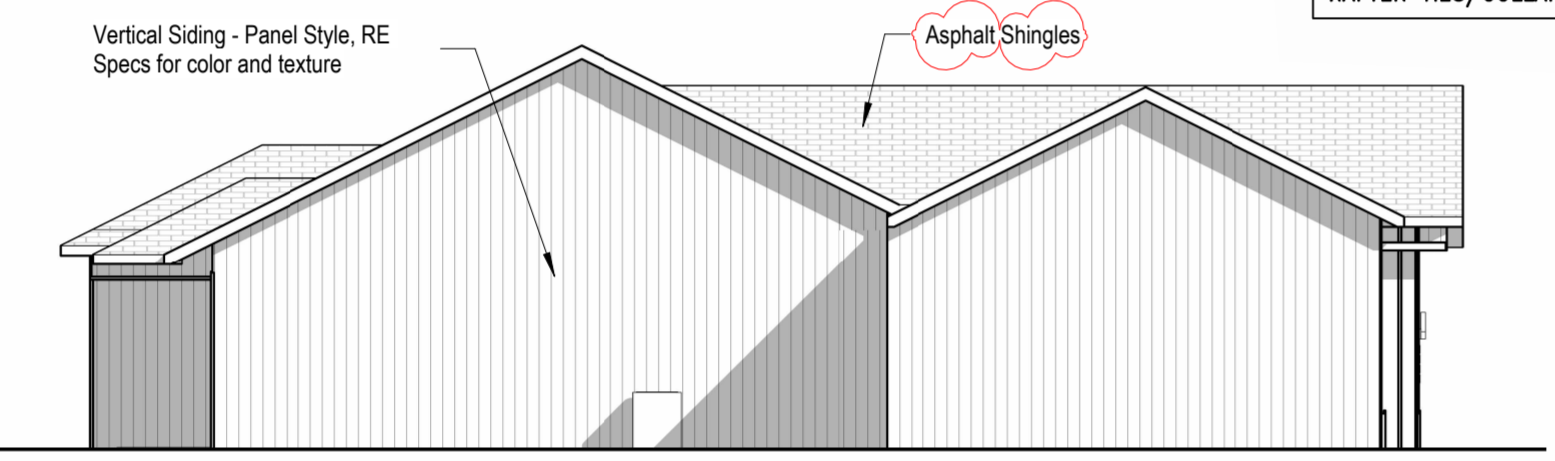 Vertical Siding - Panel Style, RE
Specs for color and texture
Asphalt Shingles